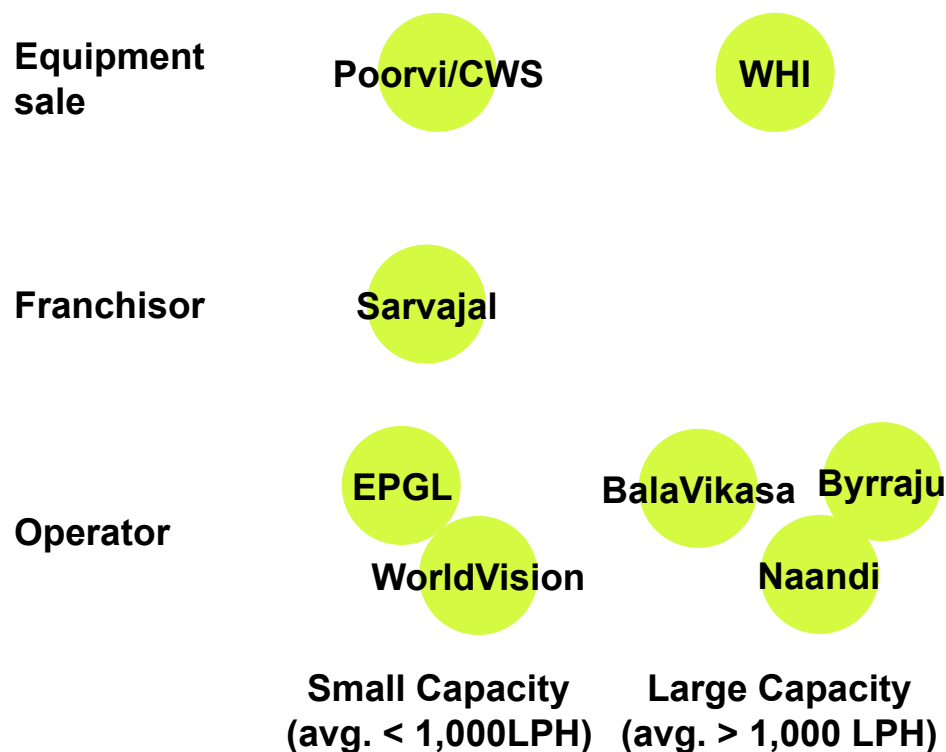 Equipment
sale
Poorvi/CWS
WHI
Franchisor
Sarvajal
Operator
EPGL
WorldVision
BalaVikasa
Byrraju
Naandi
Small Capacity
(avg. < 1,000LPH)
Large Capacity
(avg. > 1,000 LPH)